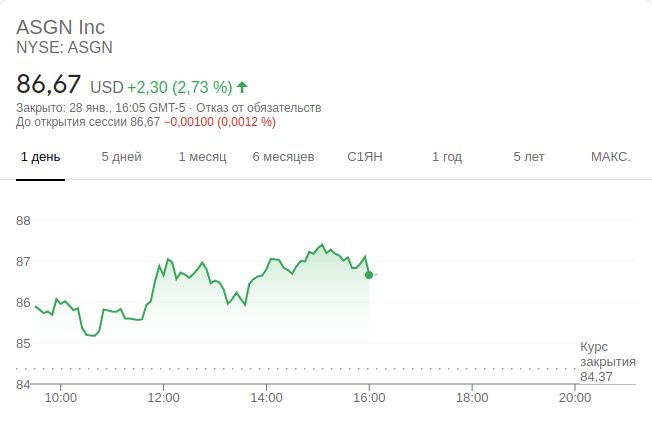 ASGN Inc
NYSE: ASGN
86,67 USD +2,30 (2,73 %)
Закрыто: 28 янв., 16:05 GMT-5 · Отказ от обязательств
До открытия сессии 86,67 −0,00100 (0,0012 %)
1 день 5 дней 1 месяц 6 месяцев С1ЯН 1 год 5 лет МАКС.
88
87
86
85
Курс
закрытия
84,37
84
10:00 12:00 14:00 16:00 18:00 20:00